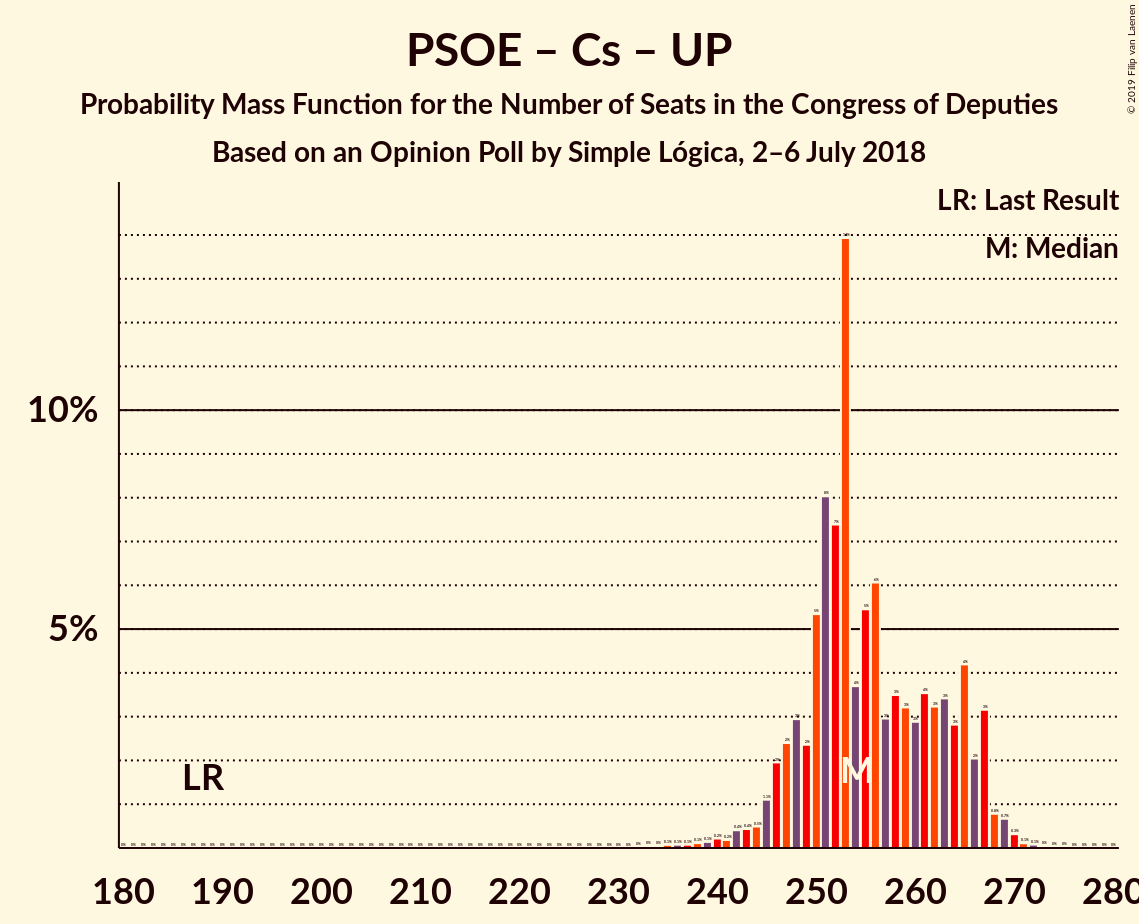 PSOE – Cs – UP
Probability Mass Function for the Number of Seats in the Congress of Deputies
Based on an Opinion Poll by Simple Lógica, 2–6 July 2018
© 2019 Filip van Laenen
LR: Last Result
M: Median
10%
5%
LR
M
180 190 200 210 220 230 240 250 260 270 280